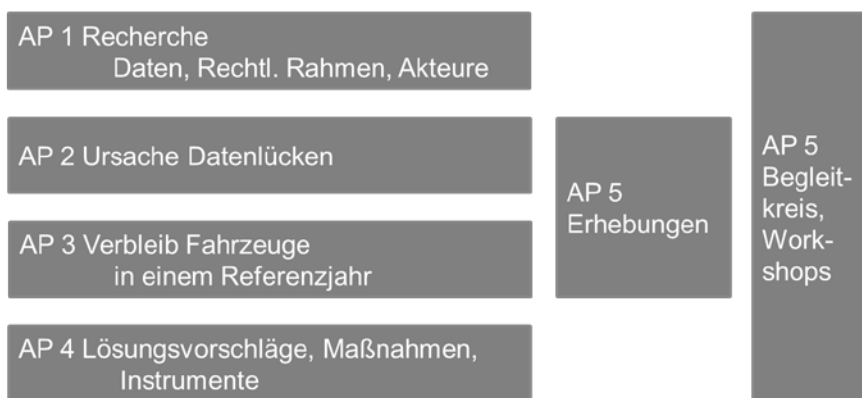 AP 1 Recherche
Daten, Rechtl. Rahmen, Akteure
AP 2 Ursache Datenlücken
AP 3 Verbleib Fahrzeuge
in einem Referenzjahr
AP 4 Lösungsvorschläge, Maßnahmen,
Instrumente
AP 5
Erhebungen
AP 5
Begleit-
kreis,
Work-
shops